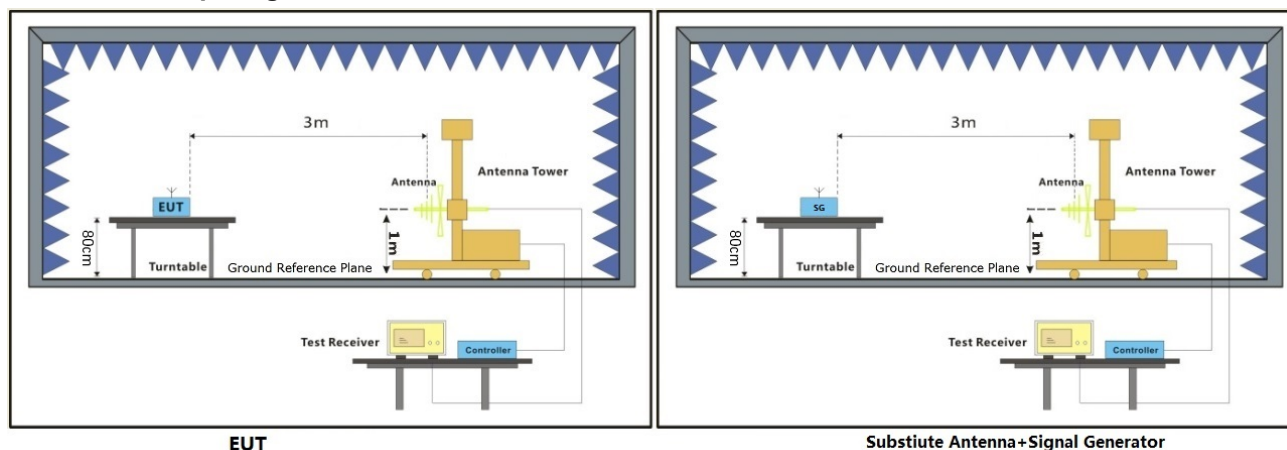 3m
Antenna Tower
Antenna
EUT
80cm
1m
Turntable
Ground Reference Plane
Test Receiver
Controller
EUT
3m
Antenna Tower
Antenna
SG
80cm
1m
Turntable
Ground Reference Plane
Test Receiver
Controller
Substiute Antenna+Signal Generator